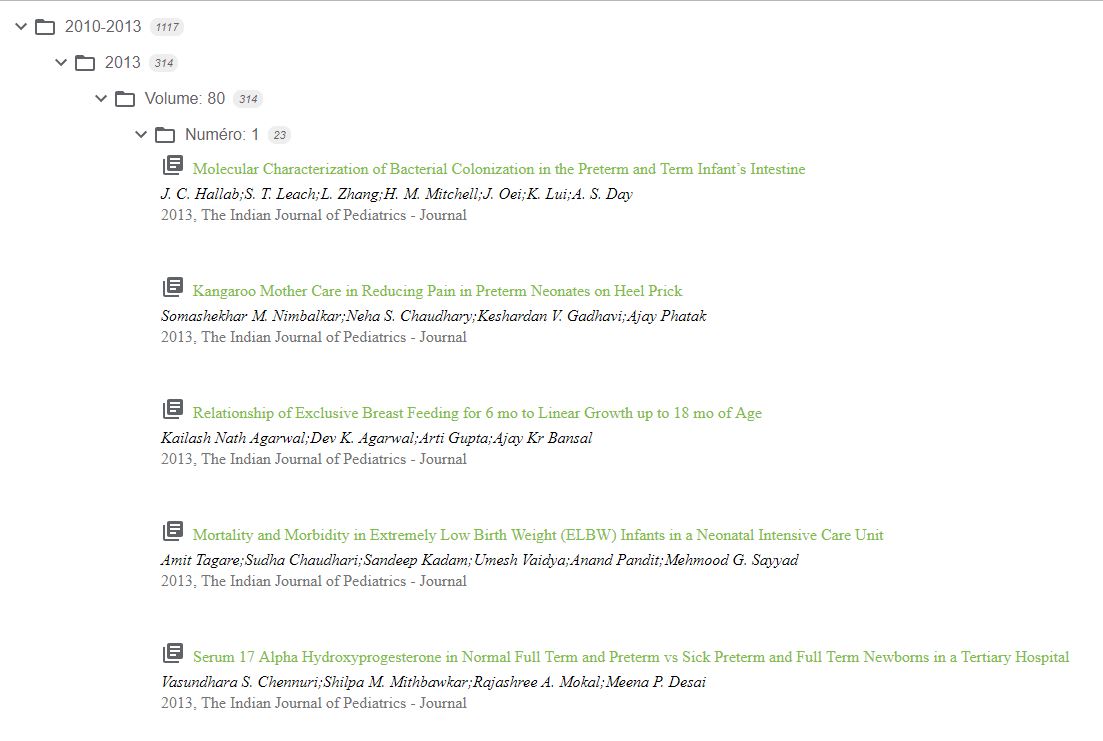 2010-2013 1117
2013 314
Volume: 80 314
Numéro: 1 23
Molecular Characterization of Bacterial Colonization in the Preterm and Term Infant’s Intestine
J. C. Hallab;S. T. Leach;L. Zhang;H. M. Mitchell;J. Oei;K. Lui;A. S. Day
2013, The Indian Journal of Pediatrics - Journal
Kangaroo Mother Care in Reducing Pain in Preterm Neonates on Heel Prick
Somashekhar M. Nimbalkar;Neha S. Chaudhary;Keshardan V. Gadhavi;Ajay Phatak
2013, The Indian Journal of Pediatrics - Journal
Relationship of Exclusive Breast Feeding for 6 mo to Linear Growth up to 18 mo of Age
Kailash Nath Agarwal;Dev K. Agarwal;Arti Gupta;Ajay Kr Bansal
2013, The Indian Journal of Pediatrics - Journal
Mortality and Morbidity in Extremely Low Birth Weight (ELBW) Infants in a Neonatal Intensive Care Unit
Amit Tagare;Sudha Chaudhari;Sandeep Kadam;Umesh Vaidya;Anand Pandit;Mehmood G. Sayyad
2013, The Indian Journal of Pediatrics - Journal
Serum 17 Alpha Hydroxyprogesterone in Normal Full Term and Preterm vs Sick Preterm and Full Term Newborns in a Tertiary Hospital
Vasundhara S. Chennuri;Shilpa M. Mithbawkar;Rajashree A. Mokal;Meena P. Desai
2013, The Indian Journal of Pediatrics - Journal